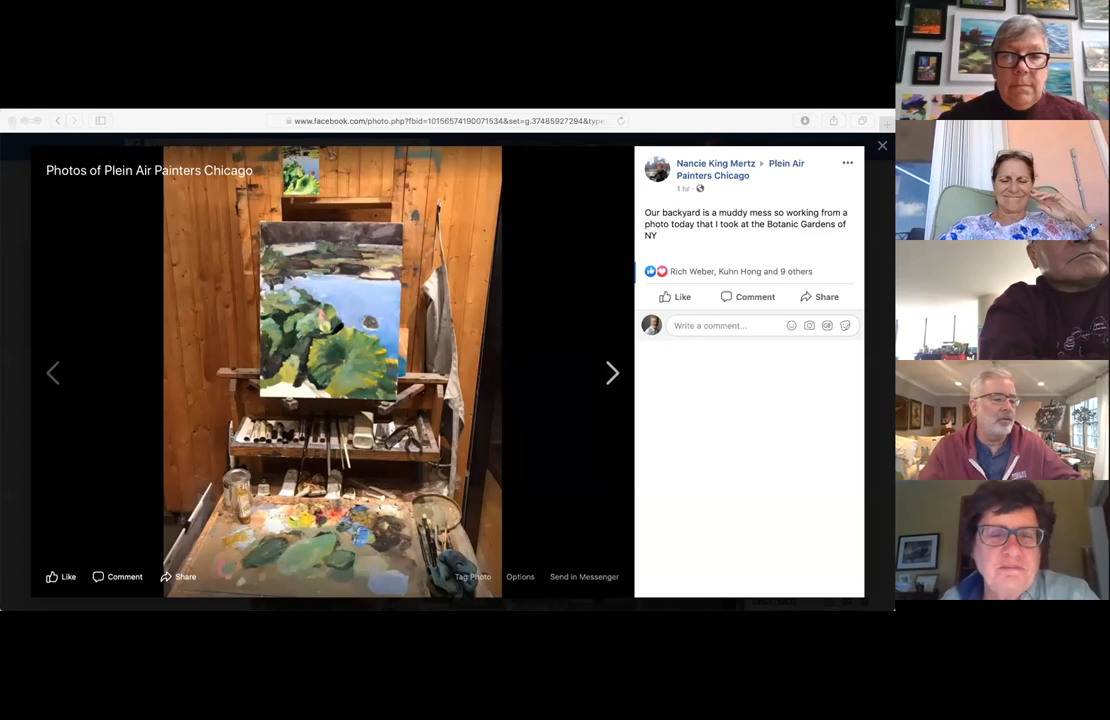 www.facebook.com/photo.php?fbid=10156574190071534&set=g.37485927294&type
Photos of Plein Air Painters Chicago
Nancie King Mertz ▸ Plein Air
Painters Chicago
1 hr ·
Our backyard is a muddy mess so working from a
photo today that I took at the Botanic Gardens of
NY
Rich Weber, Kuhn Hong and 9 others
Like Comment Share
Write a comment...
GIF
Like Comment Share
Tag Photo Options Send in Messenger